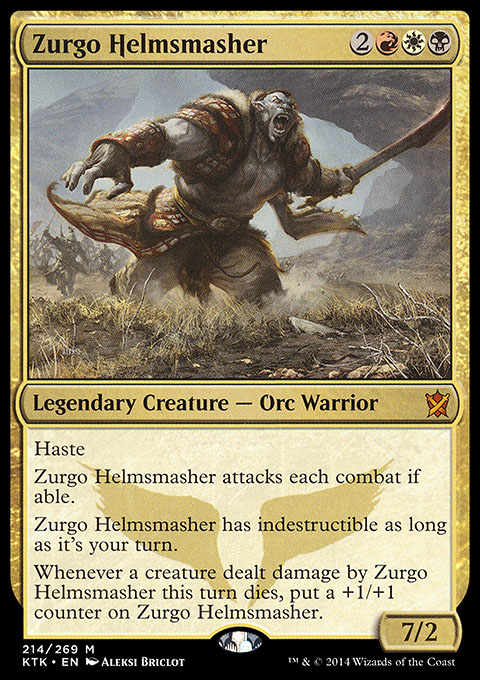 Zurgo Helmsmasher 2
Legendary Creature — Orc Warrior
Haste
Zurgo Helmsmasher attacks each combat if
able.
Zurgo Helmsmasher has indestructible as long
as it's your turn.
Whenever a creature dealt damage by Zurgo
Helmsmasher this turn dies, put a +1/+1
counter on Zurgo Helmsmasher.
7/2
214/269 M
KTK • EN Aleksi Briclot
™ & © 2014 Wizards of the Coast